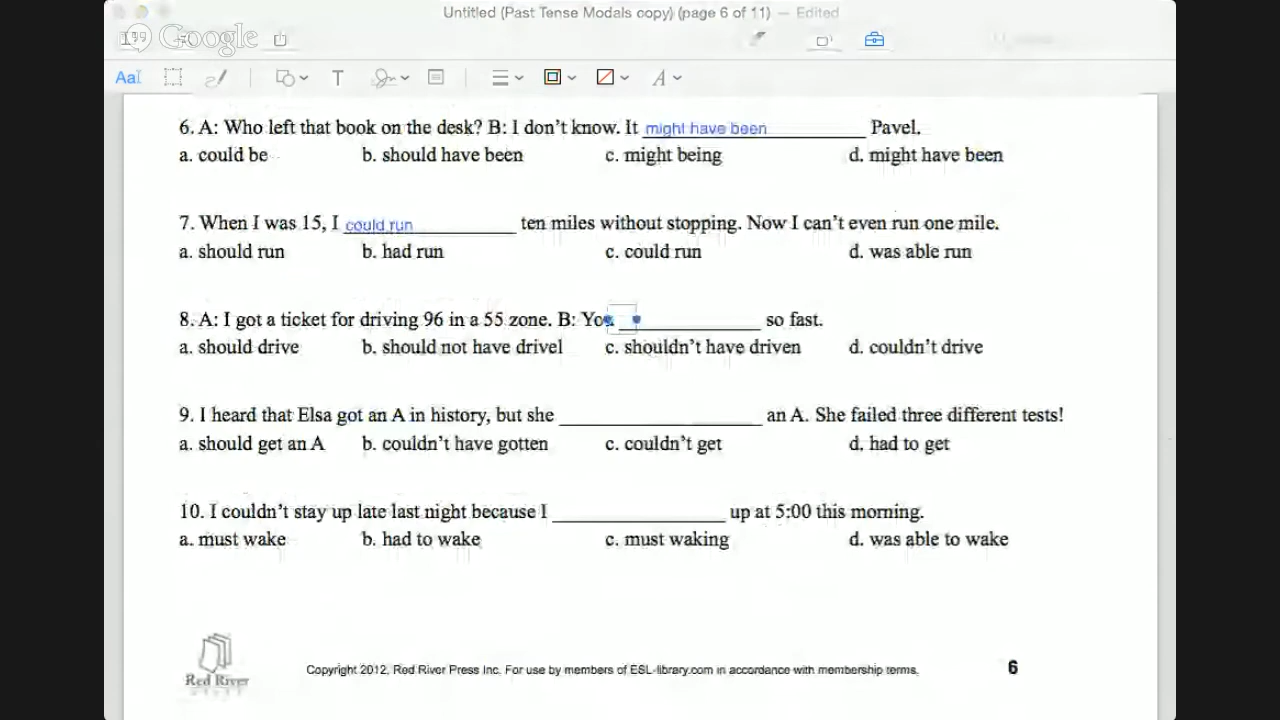 Untitled (Past Tense Modals copy) (page 6 of 11) — Edited
Google
Aa
T
A
6. A: Who left that book on the desk? B: I don't know. It might have been Pavel.
a. could be b. should have been c. might being d. might have been
7. When I was 15, I could run ten miles without stopping. Now I can't even run one mile.
a. should run b. had run c. could run d. was able run
8. A: I got a ticket for driving 96 in a 55 zone. B: You ______________ so fast.
a. should drive b. should not have drivel c. shouldn't have driven d. couldn't drive
9. I heard that Elsa got an A in history, but she ____________________ an A. She failed three different tests!
a. should get an A b. couldn't have gotten c. couldn't get d. had to get
10. I couldn't stay up late last night because I _________________ up at 5:00 this morning.
a. must wake b. had to wake c. must waking d. was able to wake
Red River
Copyright 2012, Red River Press Inc. For use by members of ESL-library.com in accordance with membership terms.
6